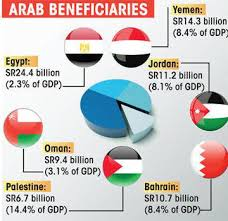 ARAB BENEFICIARIES
Yemen:
SR14.3 billion
(8.4% of GDP)
Egypt:
SR24.4 billion
(2.3% of GDP)
Jordan:
SR11.2 billion
(8.1% of GDP)
Oman:
SR9.4 billion
(3.1% of GDP)
Palestine:
SR6.7 billion
(14.4% of GDP)
Bahrain:
SR10.7 billion
(8.4% of GDP)